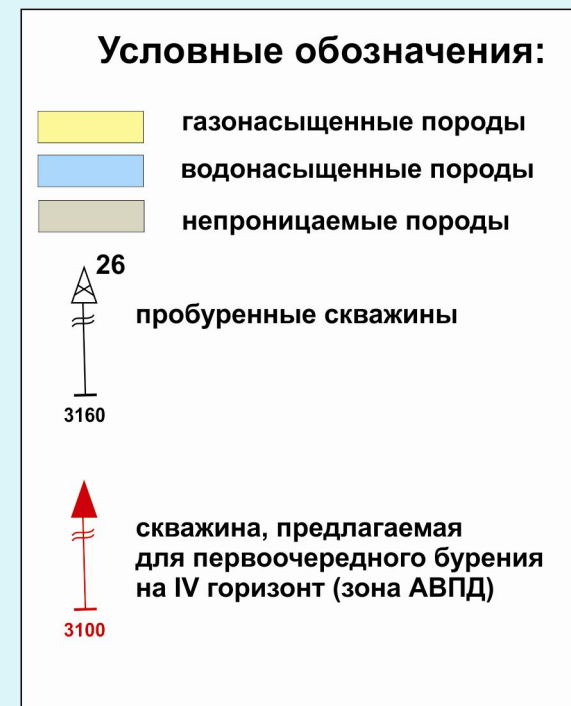 Условные обозначения:
газонасыщенные породы
водонасыщенные породы
непроницаемые породы
26
пробуренные скважины
3160
скважина, предлагаемая
для первоочередного бурения
на IV горизонт (зона АВПД)
3100